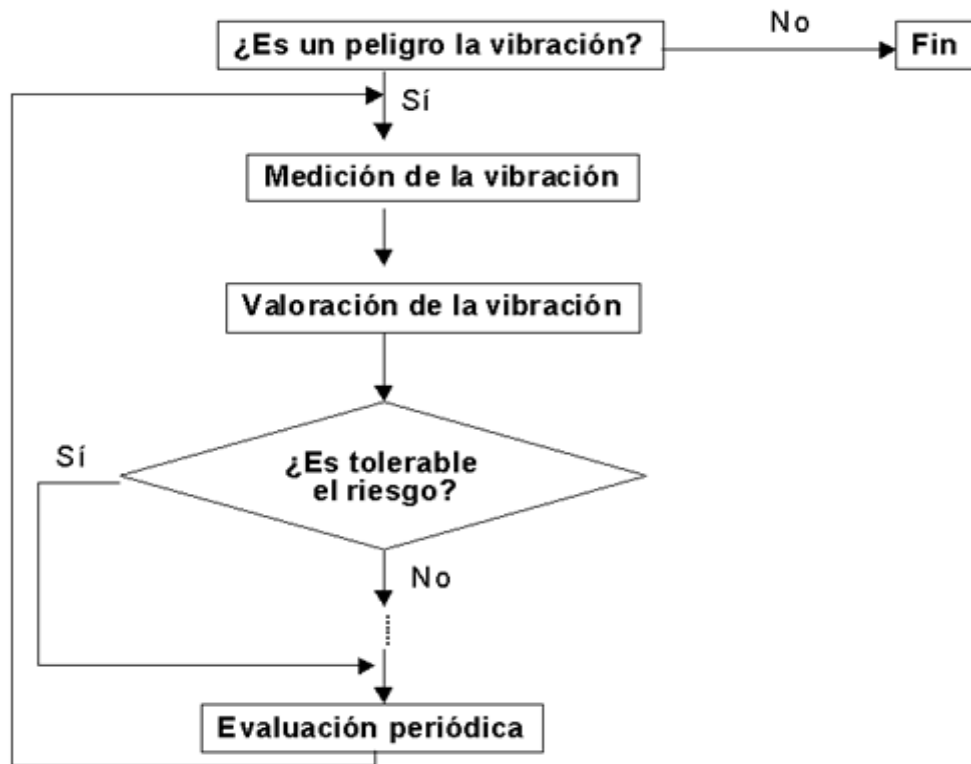 ¿Es un peligro la vibración?
No
Fin
Sí
Medición de la vibración
Valoración de la vibración
Sí
¿Es tolerable
el riesgo?
No
Evaluación periódica